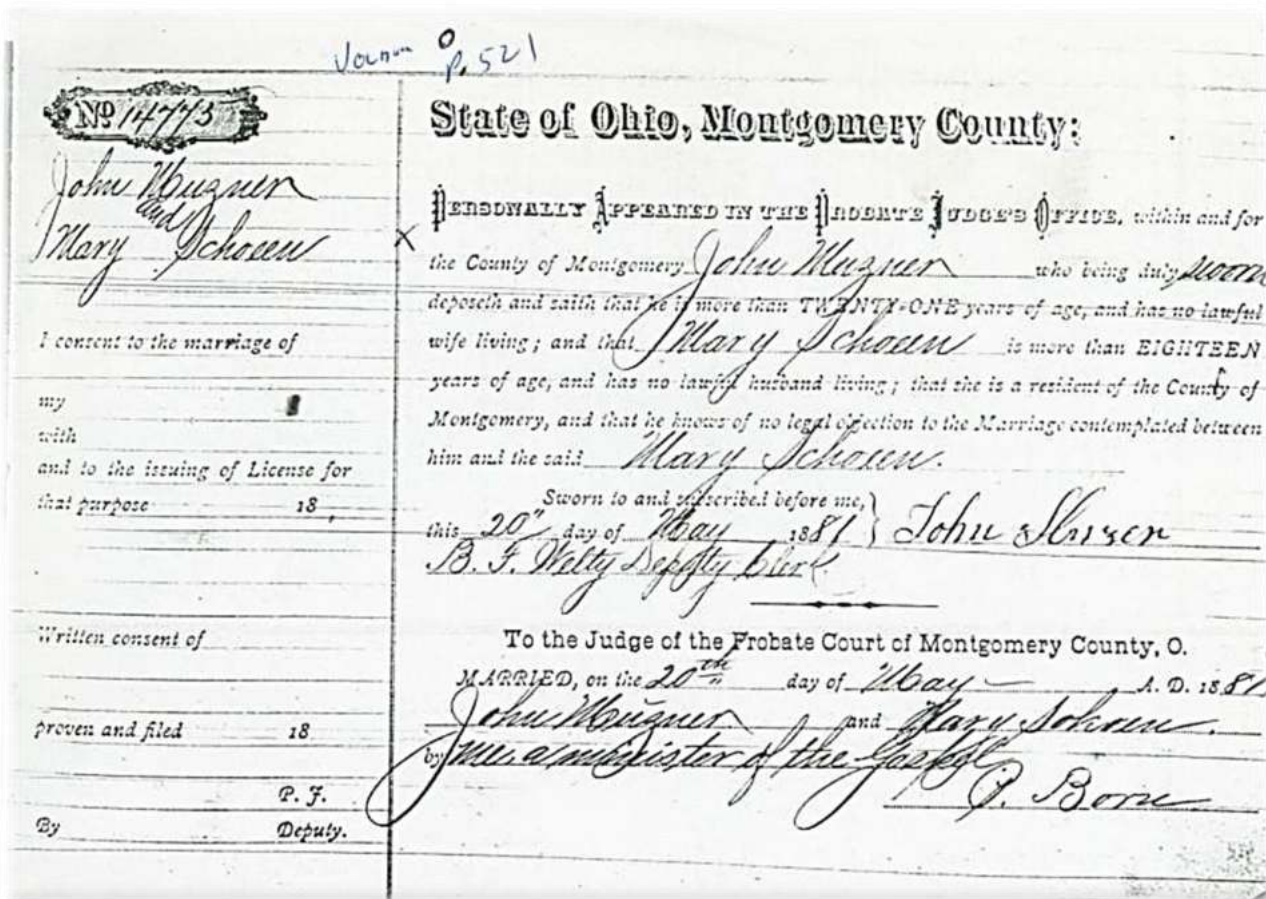 O
P. 521
No 14773
John Muzner
and
Mary Schoen
I consent to the marriage of
my
with
and to the issuing of License for
that purpose 18 ,
Written consent of
proven and filed 18
P. J.
By Deputy.
State of Ohio, Montgomery County:
PERSONALLY APPEARED IN THE PROBATE JUDGE'S OFFICE, within and for
X
the County of Montgomery John Muzner who being duly sworn
deposeth and saith that he is more than TWENTY-ONE years of age, and has no lawful
wife living; and that Mary Schoen is more than EIGHTEEN
years of age, and has no lawful husband living; that she is a resident of the County of
Montgomery, and that he knows of no legal objection to the Marriage contemplated between
him and the said Mary Schoen.
Sworn to and subscribed before me,
this 20" day of May 1881 } John
B. F. Welty Deputy Clerk
To the Judge of the Probate Court of Montgomery County, O.
MARRIED, on the 20th day of May A. D. 1881
John Muzner and Mary Schoen.
by me, a minister of the Gospel
Born